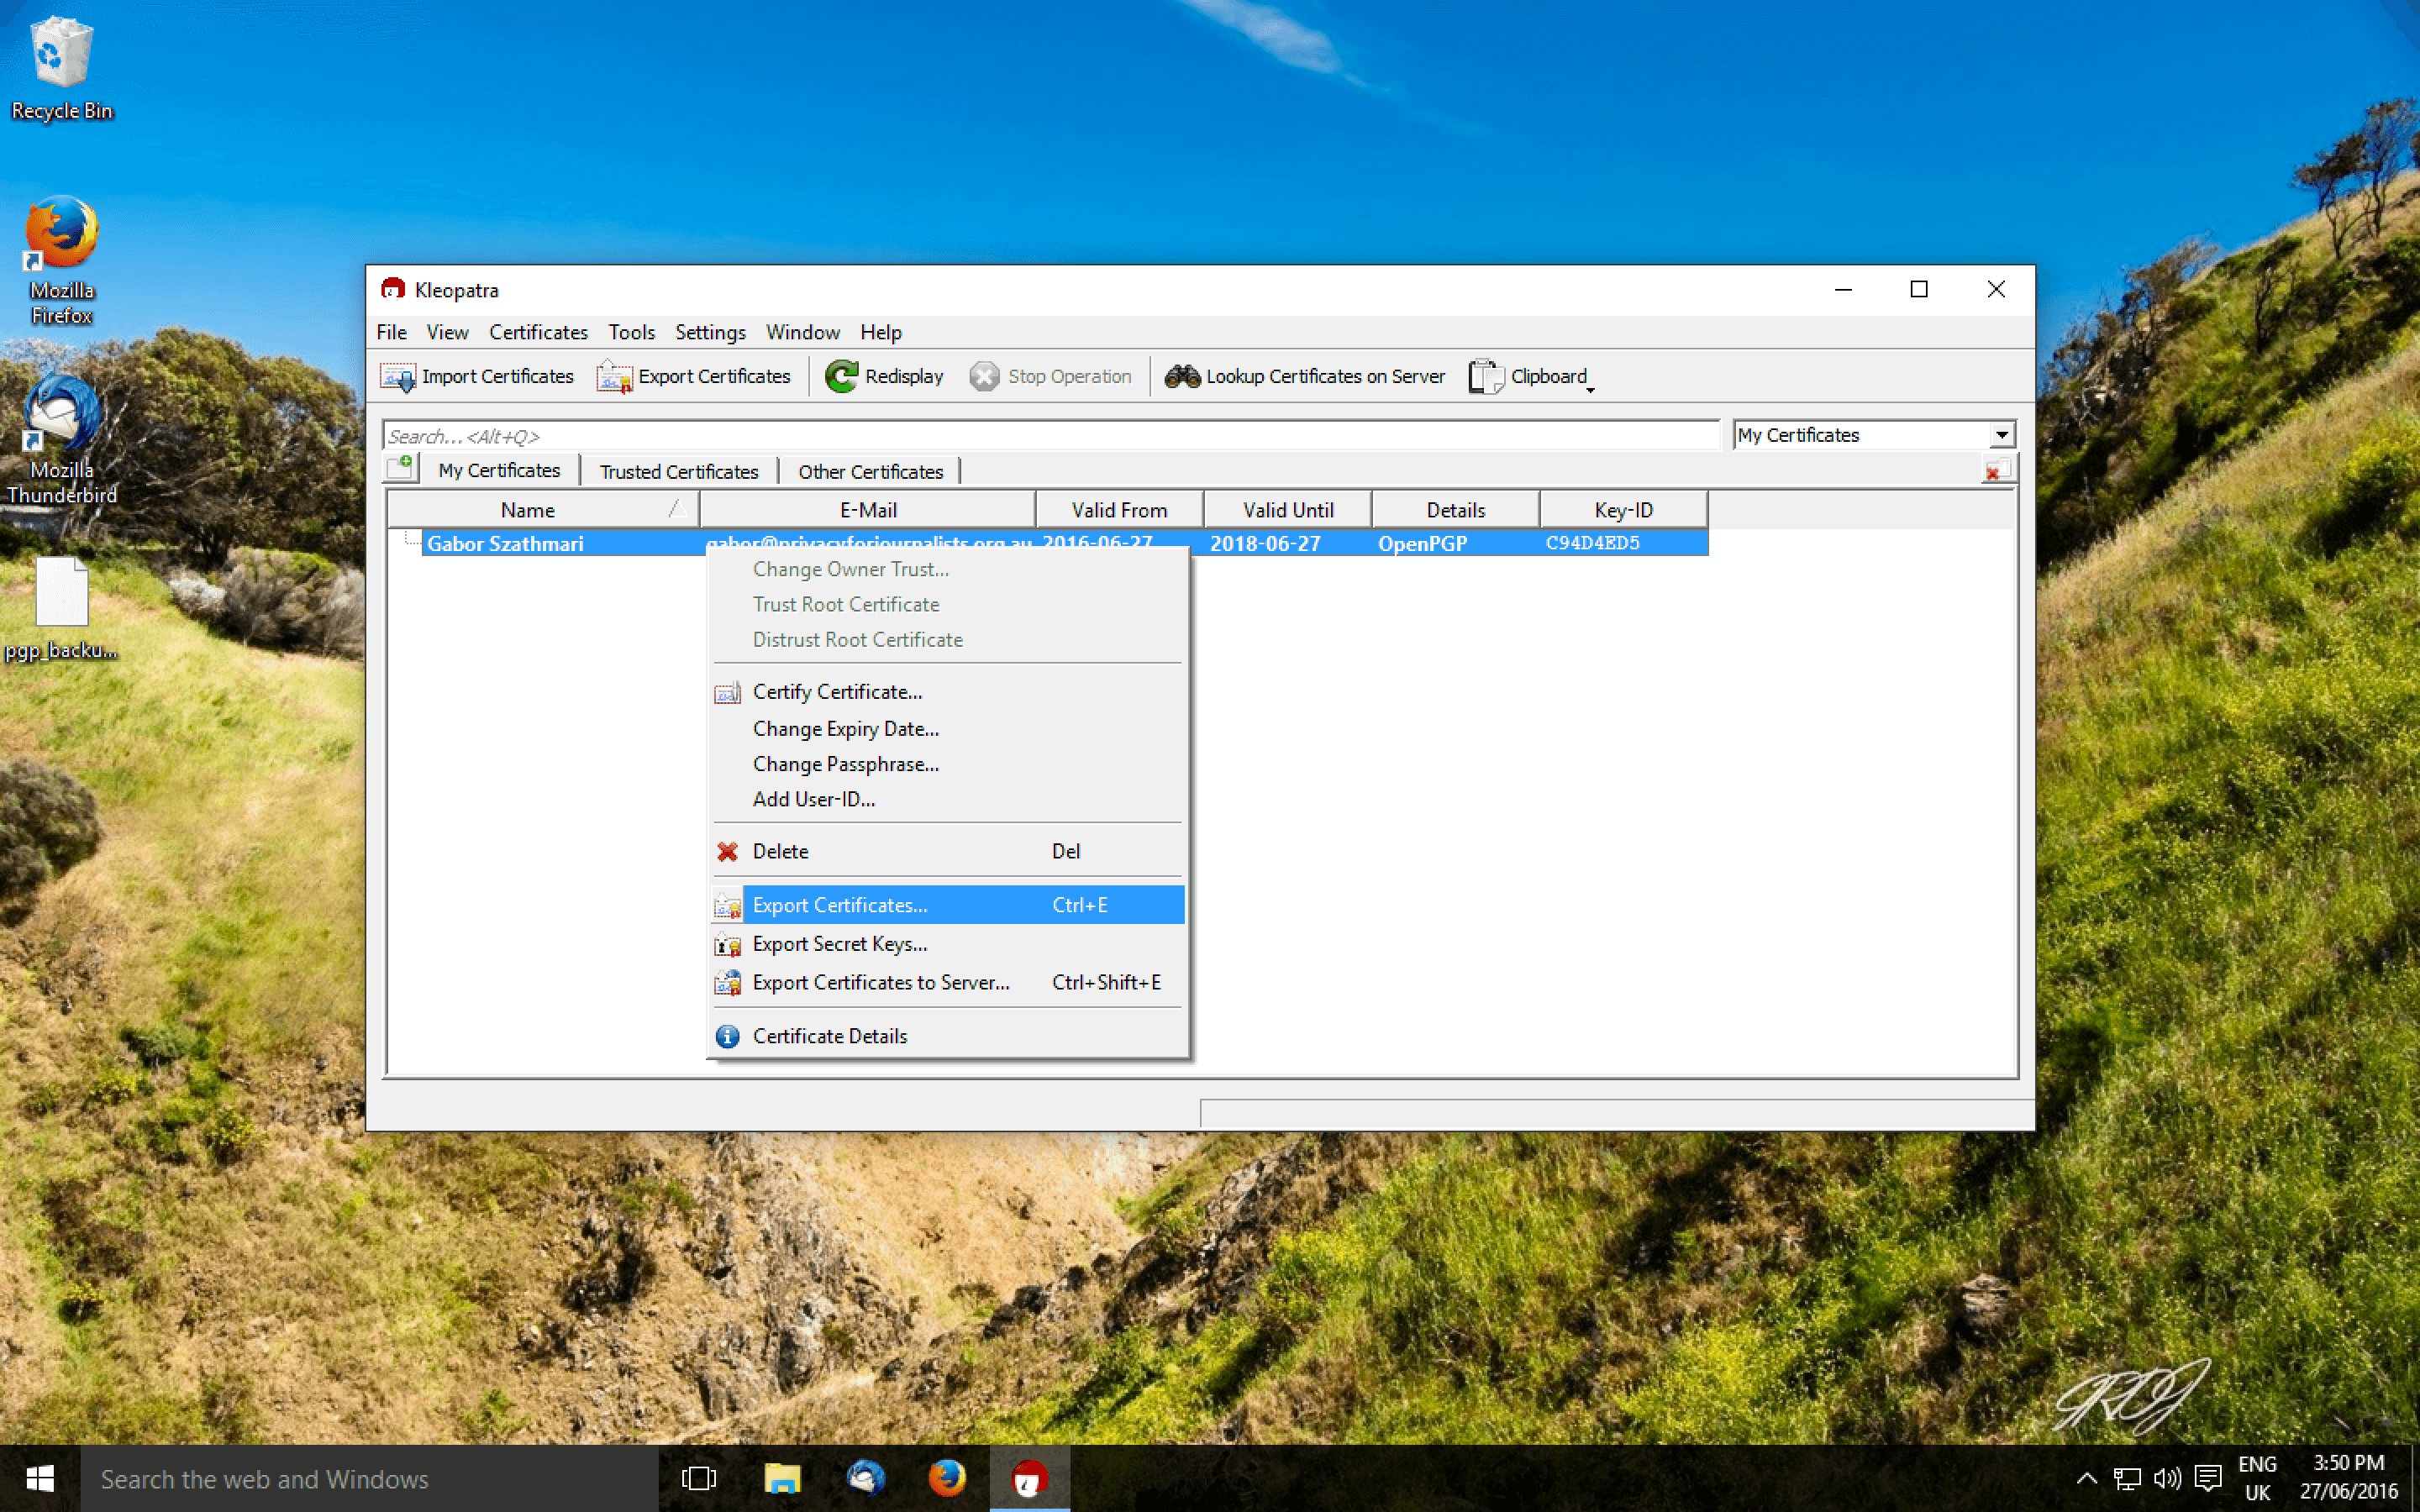 Recycle Bin
Mozilla
Firefox
Mozilla
Thunderbird
pgp_backu...
Kleopatra
File View Certificates Tools Settings Window Help
Import Certificates Export Certificates Redisplay Stop Operation Lookup Certificates on Server Clipboard
Search...<Alt+Q> My Certificates
My Certificates Trusted Certificates Other Certificates
Name E-Mail Valid From Valid Until Details Key-ID
Gabor Szathmari gabor@privacyforjournalists.org.au 2016-06-27 2018-06-27 OpenPGP C94D4ED5
Change Owner Trust...
Trust Root Certificate
Distrust Root Certificate
Certify Certificate...
Change Expiry Date...
Change Passphrase...
Add User-ID...
Delete Del
Export Certificates... Ctrl+E
Export Secret Keys...
Export Certificates to Server... Ctrl+Shift+E
Certificate Details
Search the web and Windows
ENG
UK
3:50 PM
27/06/2016